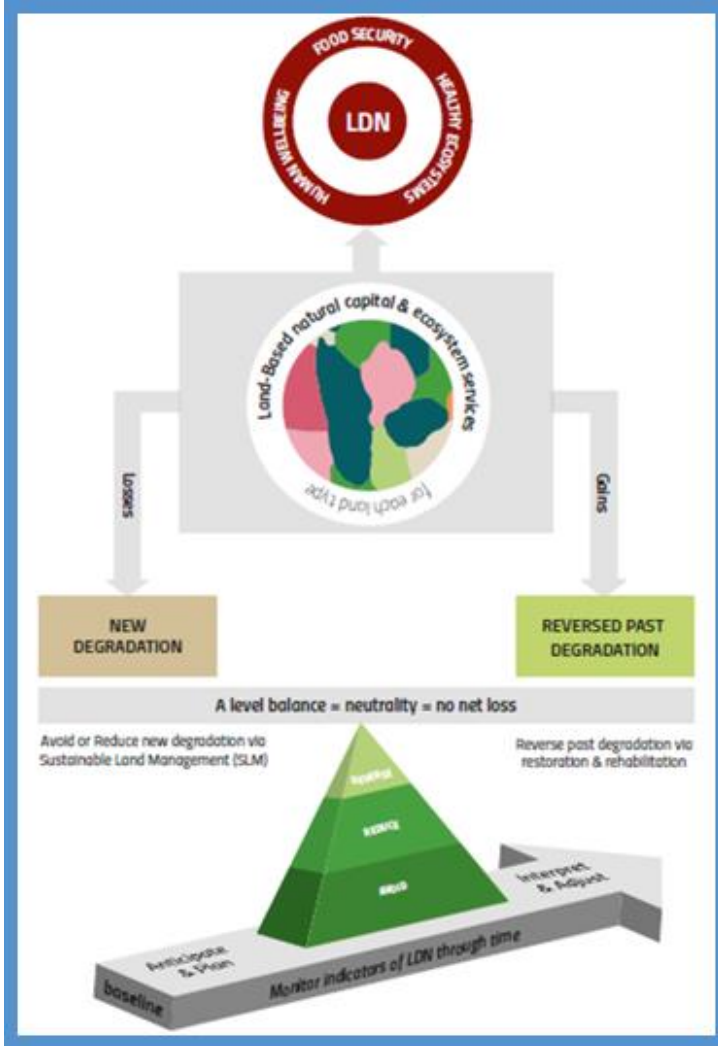 FOOD SECURITY
HUMAN WELLBEING
HEALTHY ECOSYSTEMS
LDN
Land-Based natural capital & ecosystem services
for each land type
Losses
Gains
NEW
DEGRADATION
REVERSED PAST
DEGRADATION
A level balance = neutrality = no net loss
Avoid or Reduce new degradation via
Sustainable Land Management (SLM)
Reverse past degradation via
restoration & rehabilitation
REVERSE
REDUCE
AVOID
Interpret
& Adjust
Anticipate
& Plan
Monitor indicators of LDN through time
baseline